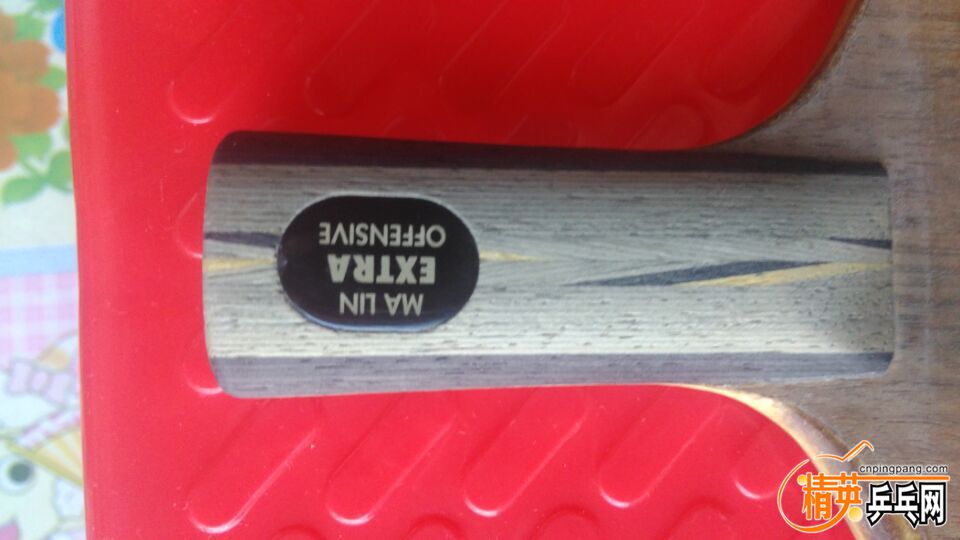 MA LIN
EXTRA
OFFENSIVE
cnpingpang.com
精英乒乓网